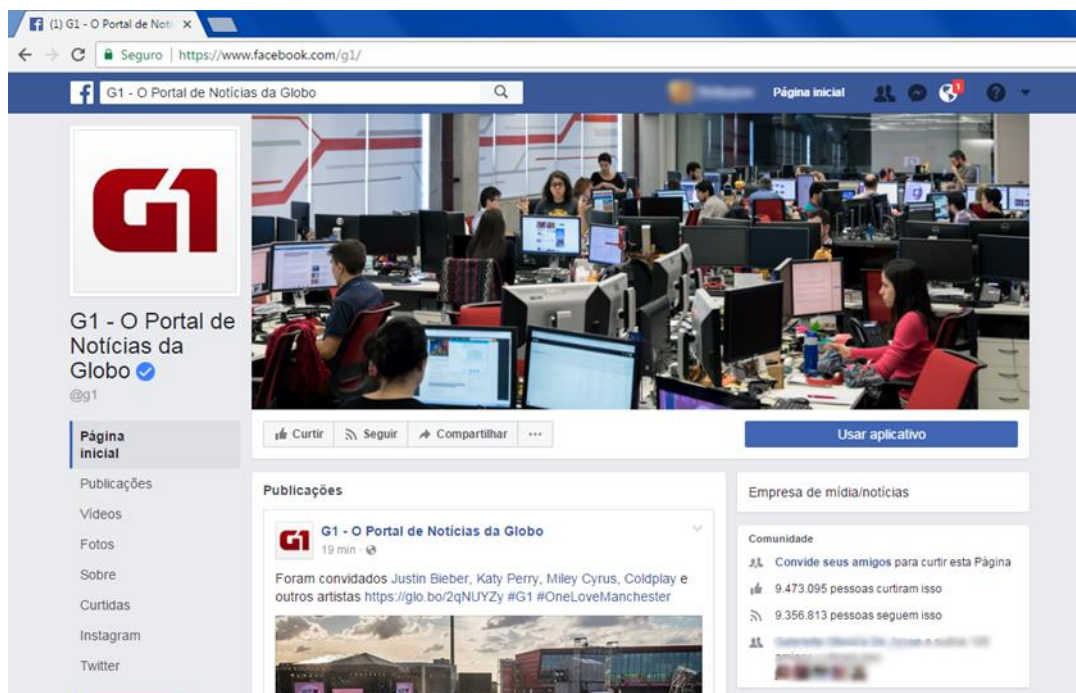 (1) G1 - O Portal de Noti
Seguro | https://www.facebook.com/g1/
G1 - O Portal de Notícias da Globo
Página inicial
1
G1
G1 - O Portal de
Notícias da
Globo
@g1
Página
inicial
Publicações
Vídeos
Fotos
Sobre
Curtidas
Instagram
Twitter
Curtir Seguir Compartilhar ...
Usar aplicativo
Publicações
G1
G1 - O Portal de Notícias da Globo
19 min
Foram convidados Justin Bieber, Katy Perry, Miley Cyrus, Coldplay e
outros artistas https://glo.bo/2qNUYZy #G1 #OneLoveManchester
Empresa de mídia/notícias
Comunidade
Convide seus amigos para curtir esta Página
9.473.095 pessoas curtiram isso
9.356.813 pessoas seguem isso